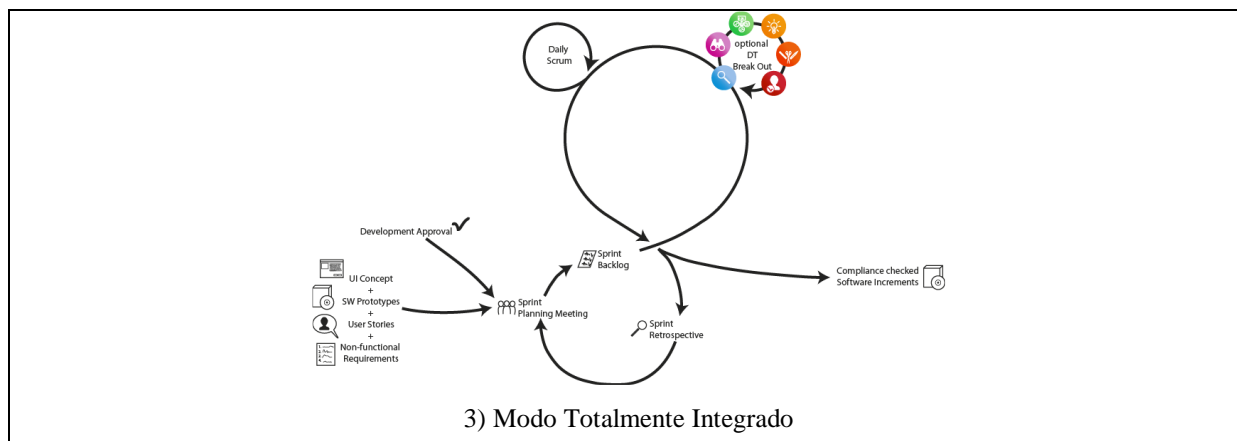 Daily
Scrum
optional
DT
Break Out
Development Approval
UI Concept
+
SW Prototypes
+
User Stories
+
Non-functional
Requirements
Sprint
Planning Meeting
Sprint
Backlog
Sprint
Retrospective
Compliance checked
Software Increments
3) Modo Totalmente Integrado